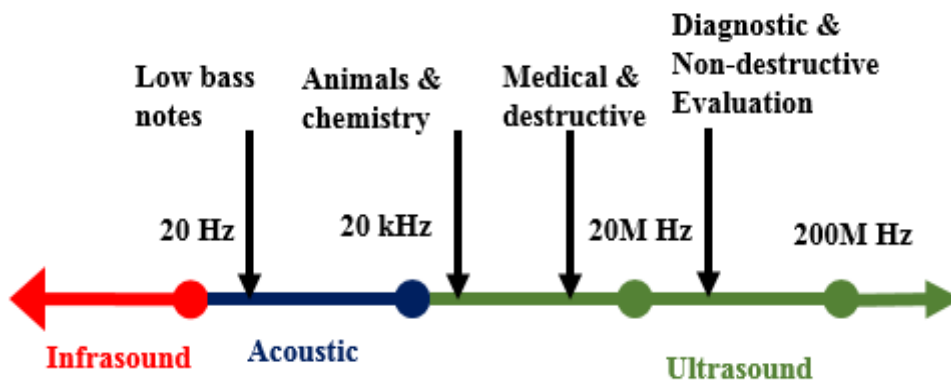 Low bass
notes
Animals &
chemistry
Medical &
destructive
Diagnostic &
Non-destructive
Evaluation
20 Hz
20 kHz
20M Hz
200M Hz
Infrasound
Acoustic
Ultrasound